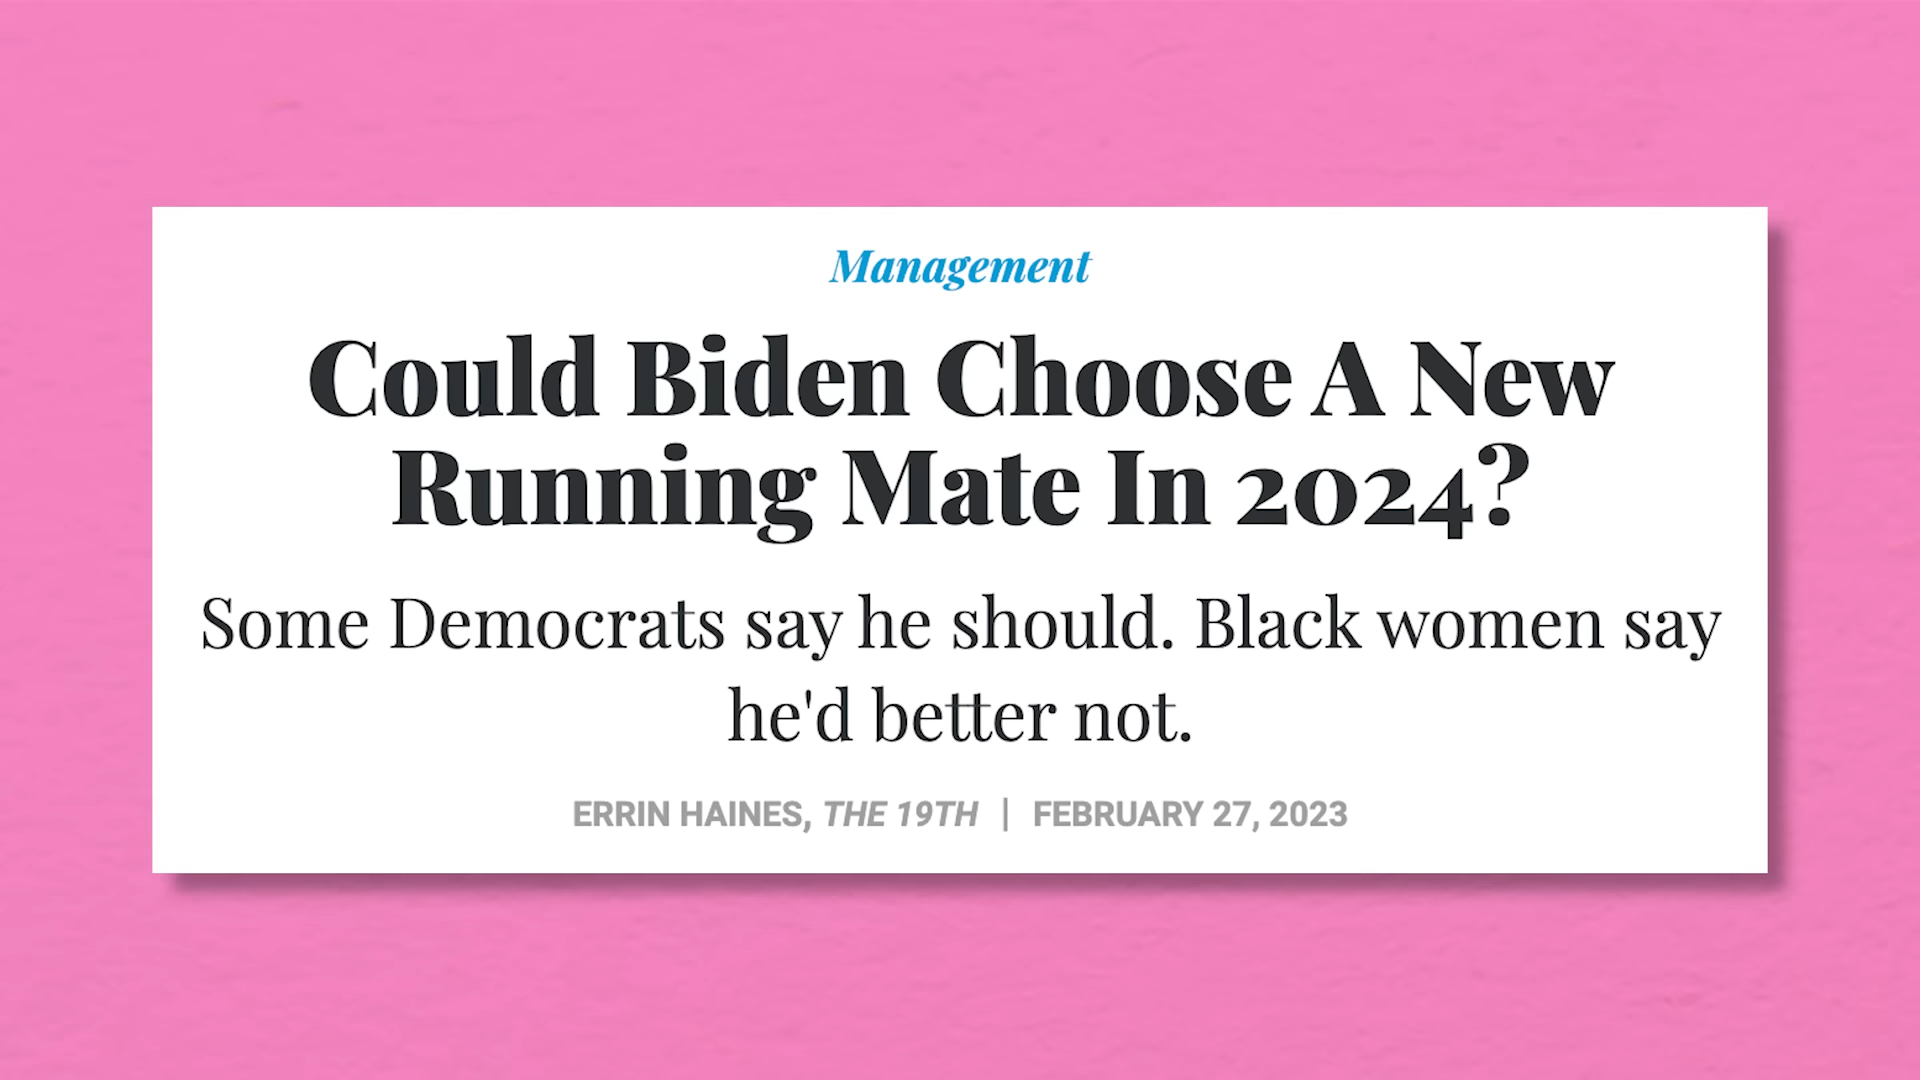 Management
Could Biden Choose A New
Running Mate In 2024?
Some Democrats say he should. Black women say
he'd better not.
ERRIN HAINES, THE 19TH | FEBRUARY 27, 2023